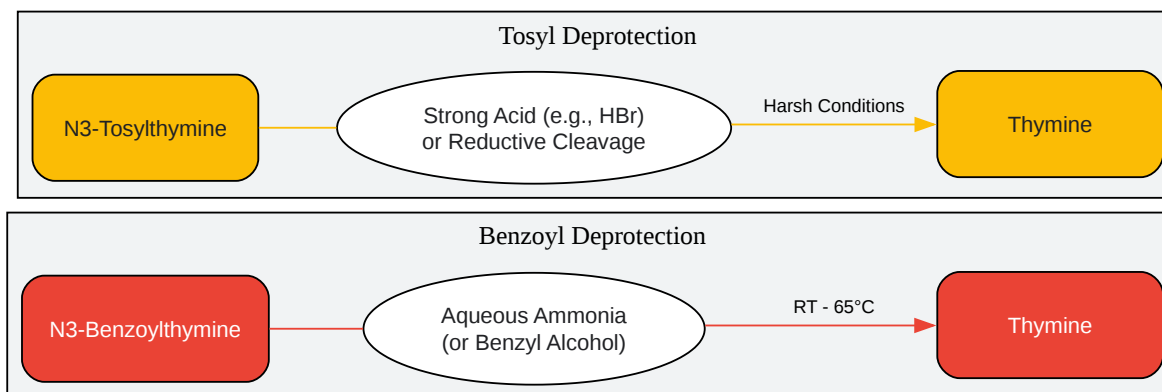 Tosyl Deprotection
N3-Tosylthymine
Strong Acid (e.g., HBr)
or Reductive Cleavage
Harsh Conditions
Thymine
Benzoyl Deprotection
N3-Benzoylthymine
Aqueous Ammonia
(or Benzyl Alcohol)
RT - 65°C
Thymine